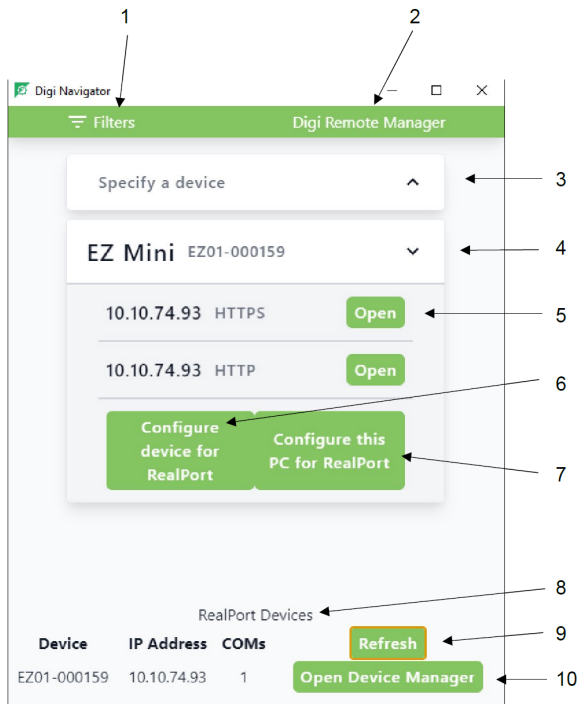 1
2
Digi Navigator
Filters
Digi Remote Manager
Specify a device
3
EZ Mini EZ01-000159
4
10.10.74.93 HTTPS Open
5
10.10.74.93 HTTP Open
6
Configure
device for
RealPort
Configure this
PC for RealPort
7
8
RealPort Devices
Device IP Address COMs Refresh
9
EZ01-000159 10.10.74.93 1 Open Device Manager
10